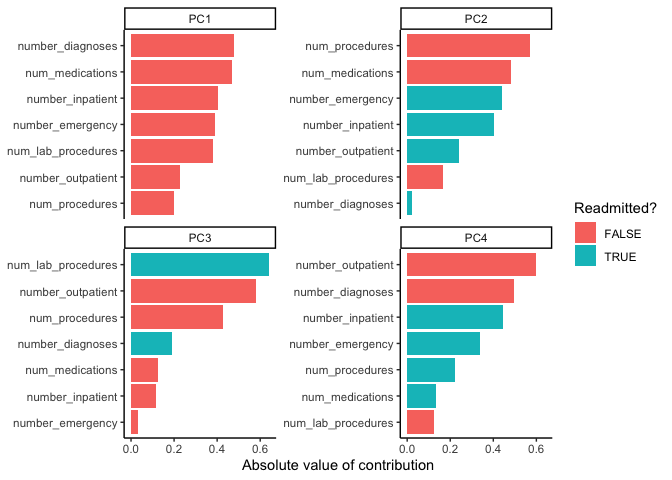 PC1
number_diagnoses
num_medications
number_inpatient
number_emergency
num_lab_procedures
number_outpatient
num_procedures
PC2
num_procedures
num_medications
number_emergency
number_inpatient
number_outpatient
num_lab_procedures
number_diagnoses
PC3
num_lab_procedures
number_outpatient
num_procedures
number_diagnoses
num_medications
number_inpatient
number_emergency
0.0 0.2 0.4 0.6
PC4
number_outpatient
number_diagnoses
number_inpatient
number_emergency
num_procedures
num_medications
num_lab_procedures
0.0 0.2 0.4 0.6
Absolute value of contribution
Readmitted?
FALSE
TRUE